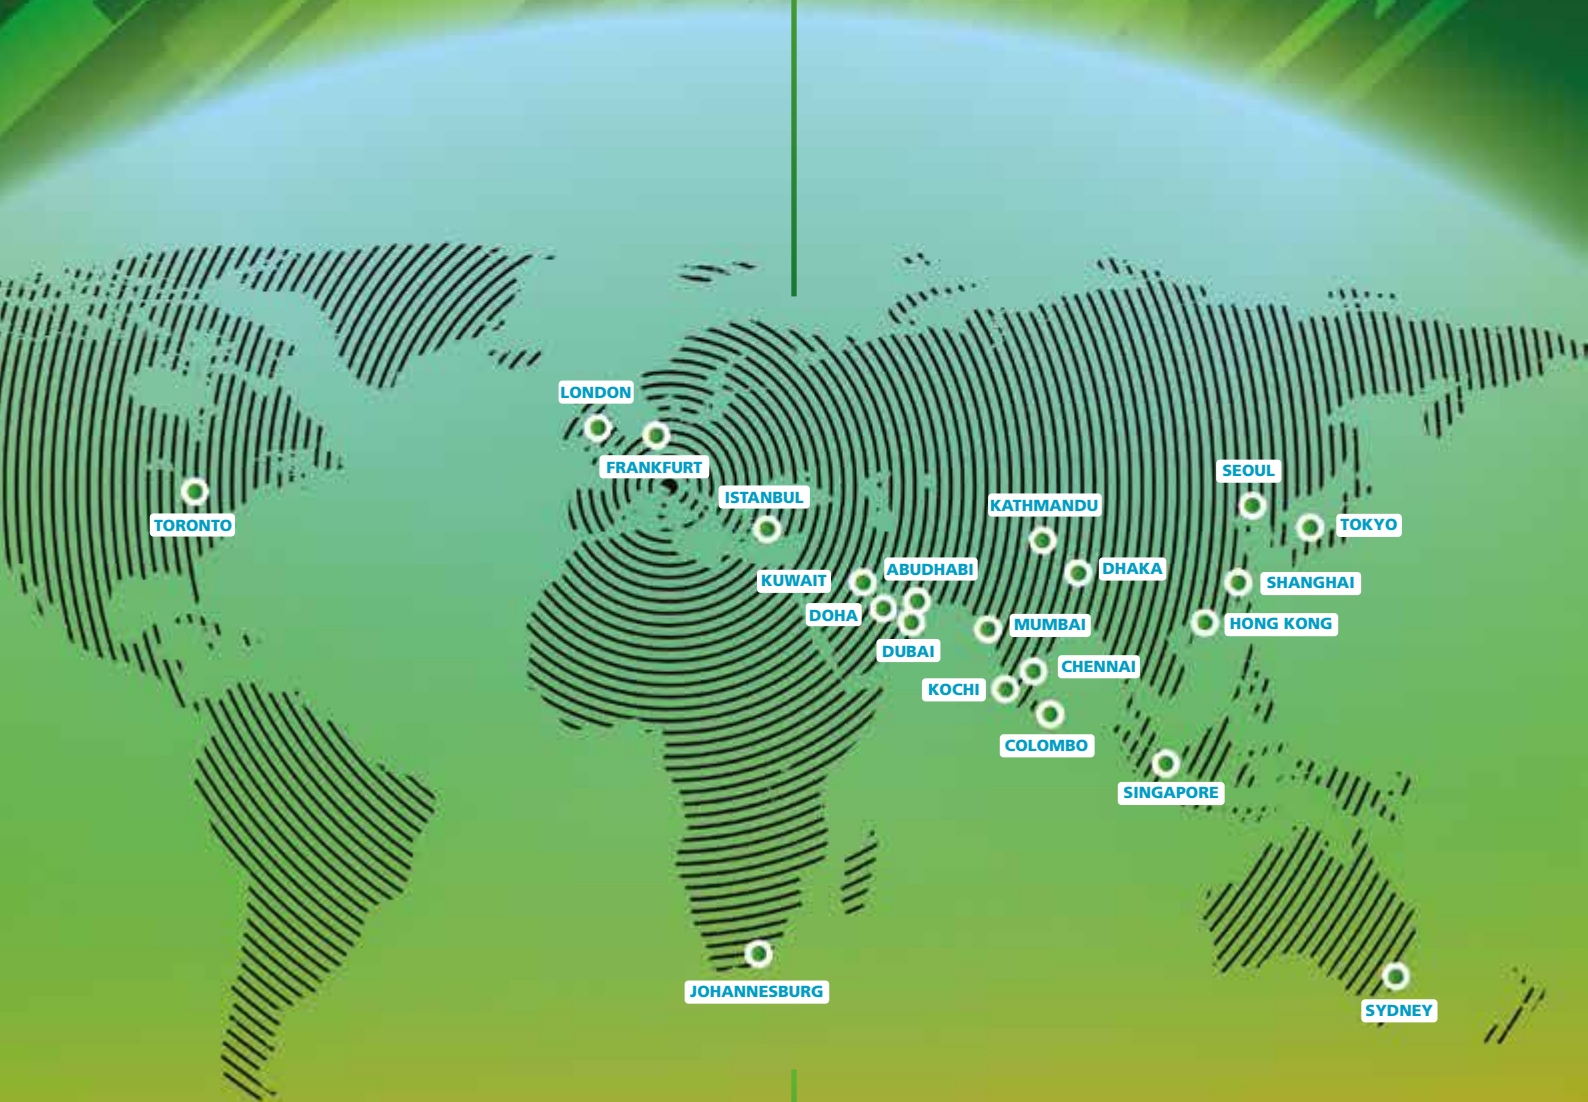 LONDON
FRANKFURT
SEOUL
ISTANBUL
KATHMANDU
TORONTO
TOKYO
ABUDHABI
DHAKA
KUWAIT
SHANGHAI
DOHA
MUMBAI
HONG KONG
DUBAI
CHENNAI
KOCHI
COLOMBO
SINGAPORE
JOHANNESBURG
SYDNEY